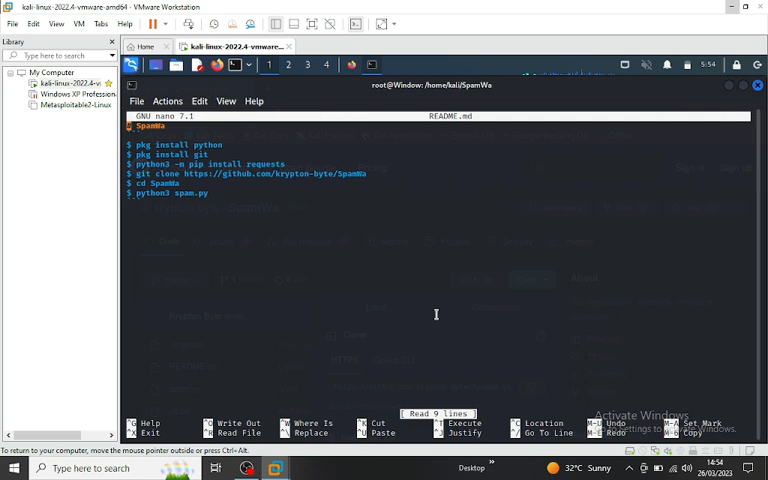 kali-linux-2022.4-vmware-amd64 - VMware Workstation
File Edit View VM Tabs Help
Library
Type here to search
Home
kali-linux-2022.4-vmware...
My Computer
kali-linux-2022.4-v
Windows XP Profession
Metasploitable2-Linux
1 2 3 4
5:54
root@Window: /home/kali/SpamWa
File Actions Edit View Help
GNU nano 7.1 README.md
# SpamWa
```
$ pkg install python
$ pkg install git
$ python3 -m pip install requests
$ git clone https://github.com/krypton-byte/SpamWa
$ cd SpamWa
$ python3 spam.py
```
[ Read 9 lines ]
^G Help ^O Write Out ^W Where Is ^K Cut ^T Execute ^C Location M-U Undo M-A Set Mark
^X Exit ^R Read File ^\ Replace ^U Paste ^J Justify ^/ Go To Line M-E Redo M-6 Copy
Activate Windows
Go to Settings to activate Windows.
To return to your computer, move the mouse pointer outside or press Ctrl+Alt.
Type here to search
Desktop
32°C Sunny
14:54
26/03/2023